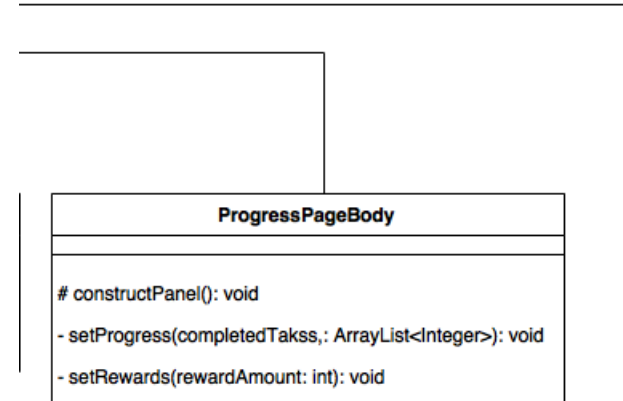 ProgressPageBody
# constructPanel(): void
- setProgress(completedTakss,: ArrayList<Integer>): void
- setRewards(rewardAmount: int): void